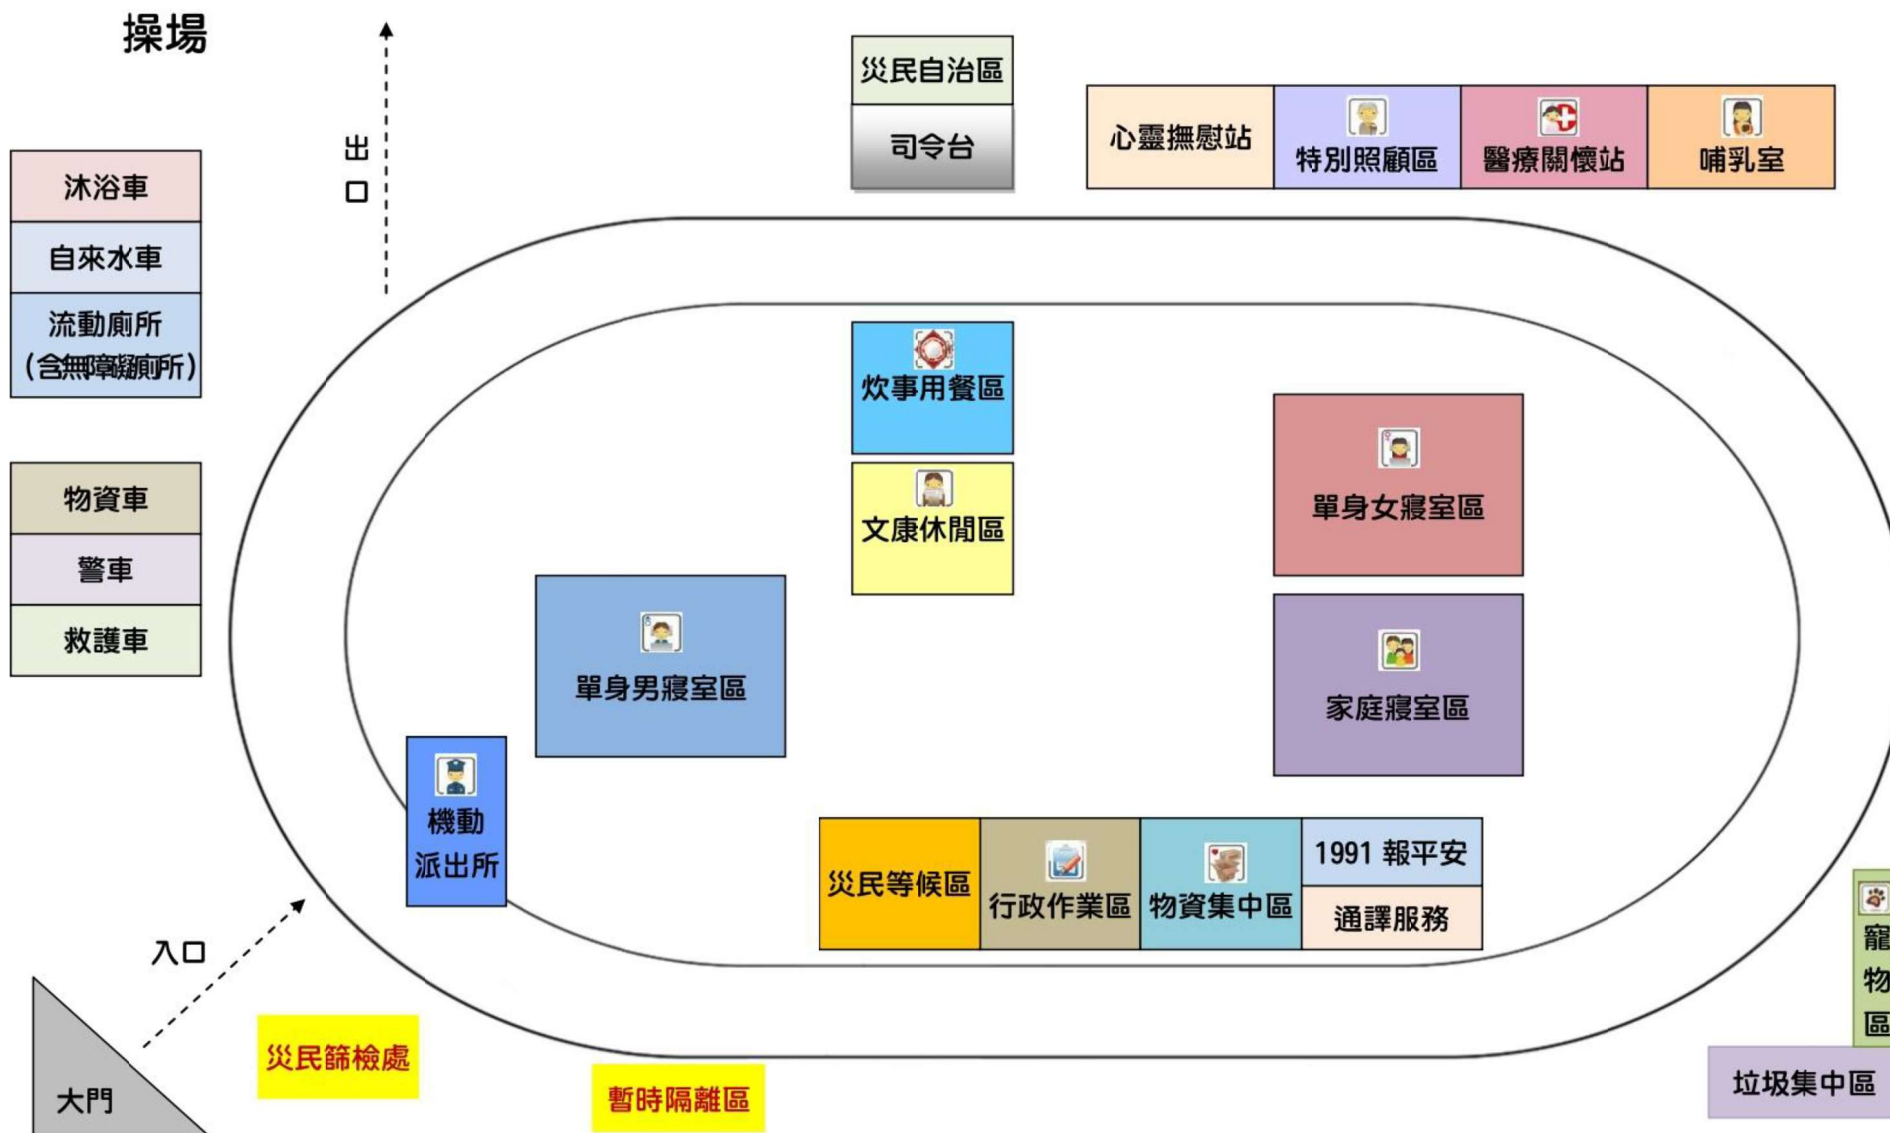 操場
出
口
災民自治區
司令台
心靈撫慰站
特別照顧區
醫療關懷站
哺乳室
沐浴車
自來水車
流動廁所
(含無障礙廁所)
物資車
警車
救護車
炊事用餐區
文康休閒區
單身女寢室區
單身男寢室區
家庭寢室區
機動
派出所
災民等候區
行政作業區
物資集中區
1991 報平安
通譯服務
入口
大門
災民篩檢處
暫時隔離區
寵
物
區
垃圾集中區